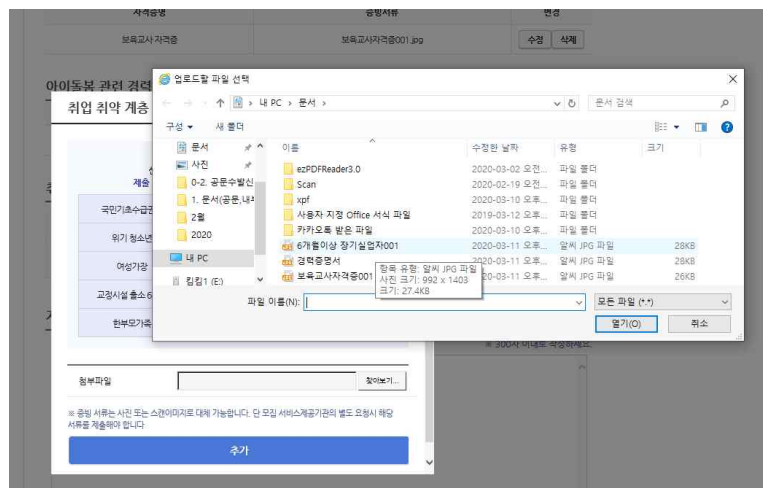 자격증명 증빙서류 변경
보육교사 자격증 보육교사자격증001.jpg 수정 삭제
아이돌봄 관련 경력
취업 취약 계층
제출
국민기초수급
위기 청소년
여성가장
교정시설 출소 6
한부모가족
업로드할 파일 선택
내 PC > 문서 >
문서 검색
구성 새 폴더
문서
사진
0-2. 공문수발신
1. 문서(공문,내부
2월
2020
내 PC
킹킹1 (E:)
이름 수정한 날짜 유형 크기
ezPDFReader3.0 2020-03-02 오전... 파일 폴더
Scan 2020-02-19 오전... 파일 폴더
xpf 2020-03-10 오후... 파일 폴더
사용자 지정 Office 서식 파일 2019-03-12 오후... 파일 폴더
카카오톡 받은 파일 2020-03-10 오후... 파일 폴더
6개월이상 장기실업자001 2020-03-11 오후... 알씨 JPG 파일 28KB
경력증명서 2020-03-11 오후... 알씨 JPG 파일 26KB
보육교사자격증001 2020-03-11 오후... 알씨 JPG 파일 26KB
항목 유형: 알씨 JPG 파일
사진 크기: 992 x 1403
크기: 27.4KB
파일 이름(N): 모든 파일 (*.*)
열기(O) 취소
※ 300자 이내로 작성하세요.
첨부파일 찾아보기...
※ 증빙 서류는 사진 또는 스캔이미지로 대체 가능합니다. 단 모집 서비스제공기관의 별도 요청시 해당
서류를 제출해야 합니다.
추가